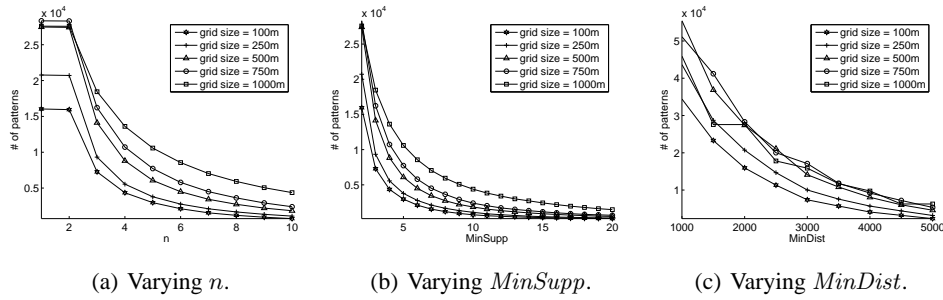 x 10^4
2.5
2
1.5
1
0.5
# of patterns
2 4 6 8 10
n
grid size = 100m
grid size = 250m
grid size = 500m
grid size = 750m
grid size = 1000m
(a) Varying n.
x 10^4
2.5
2
1.5
1
0.5
# of patterns
5 10 15 20
MinSupp
grid size = 100m
grid size = 250m
grid size = 500m
grid size = 750m
grid size = 1000m
(b) Varying MinSupp.
x 10^4
5
4
3
2
1
# of patterns
1000 2000 3000 4000 5000
MinDist
grid size = 100m
grid size = 250m
grid size = 500m
grid size = 750m
grid size = 1000m
(c) Varying MinDist.